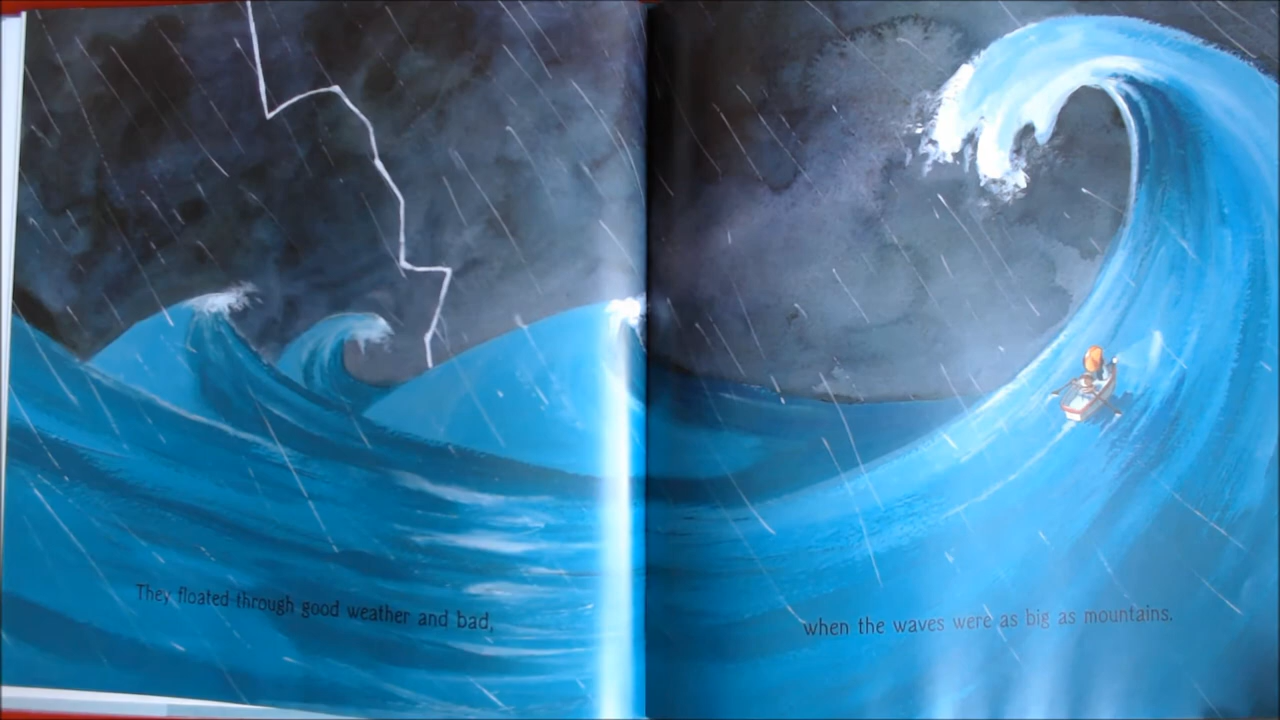 They floated through good weather and bad,
when the waves were as big as mountains.